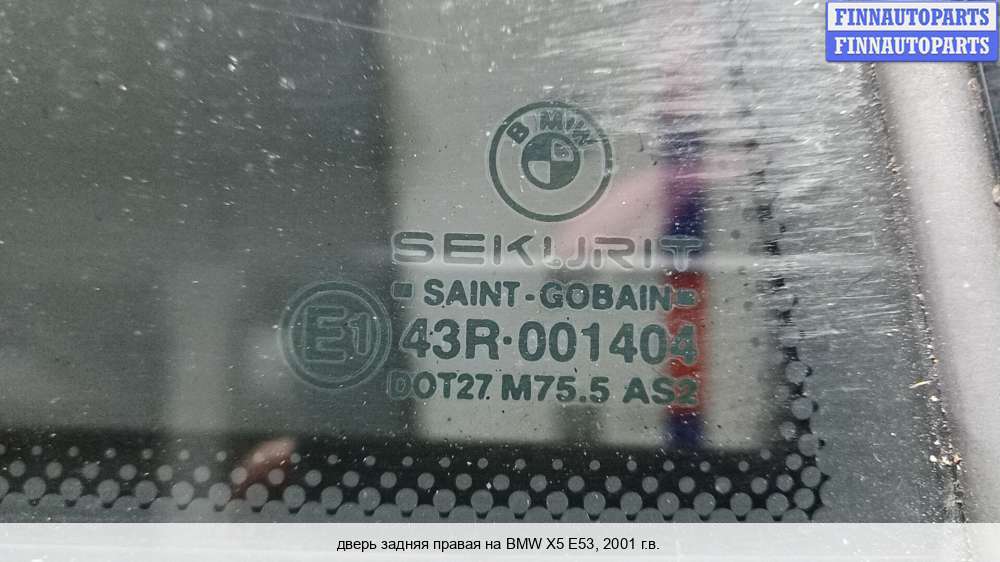 FINNAUTOPARTS
FINNAUTOPARTS
BMW
SEKURIT
SAINT-GOBAIN
E1
43R·001404
DOT27 M75.5 AS2
дверь задняя правая на BMW X5 E53, 2001 г.в.